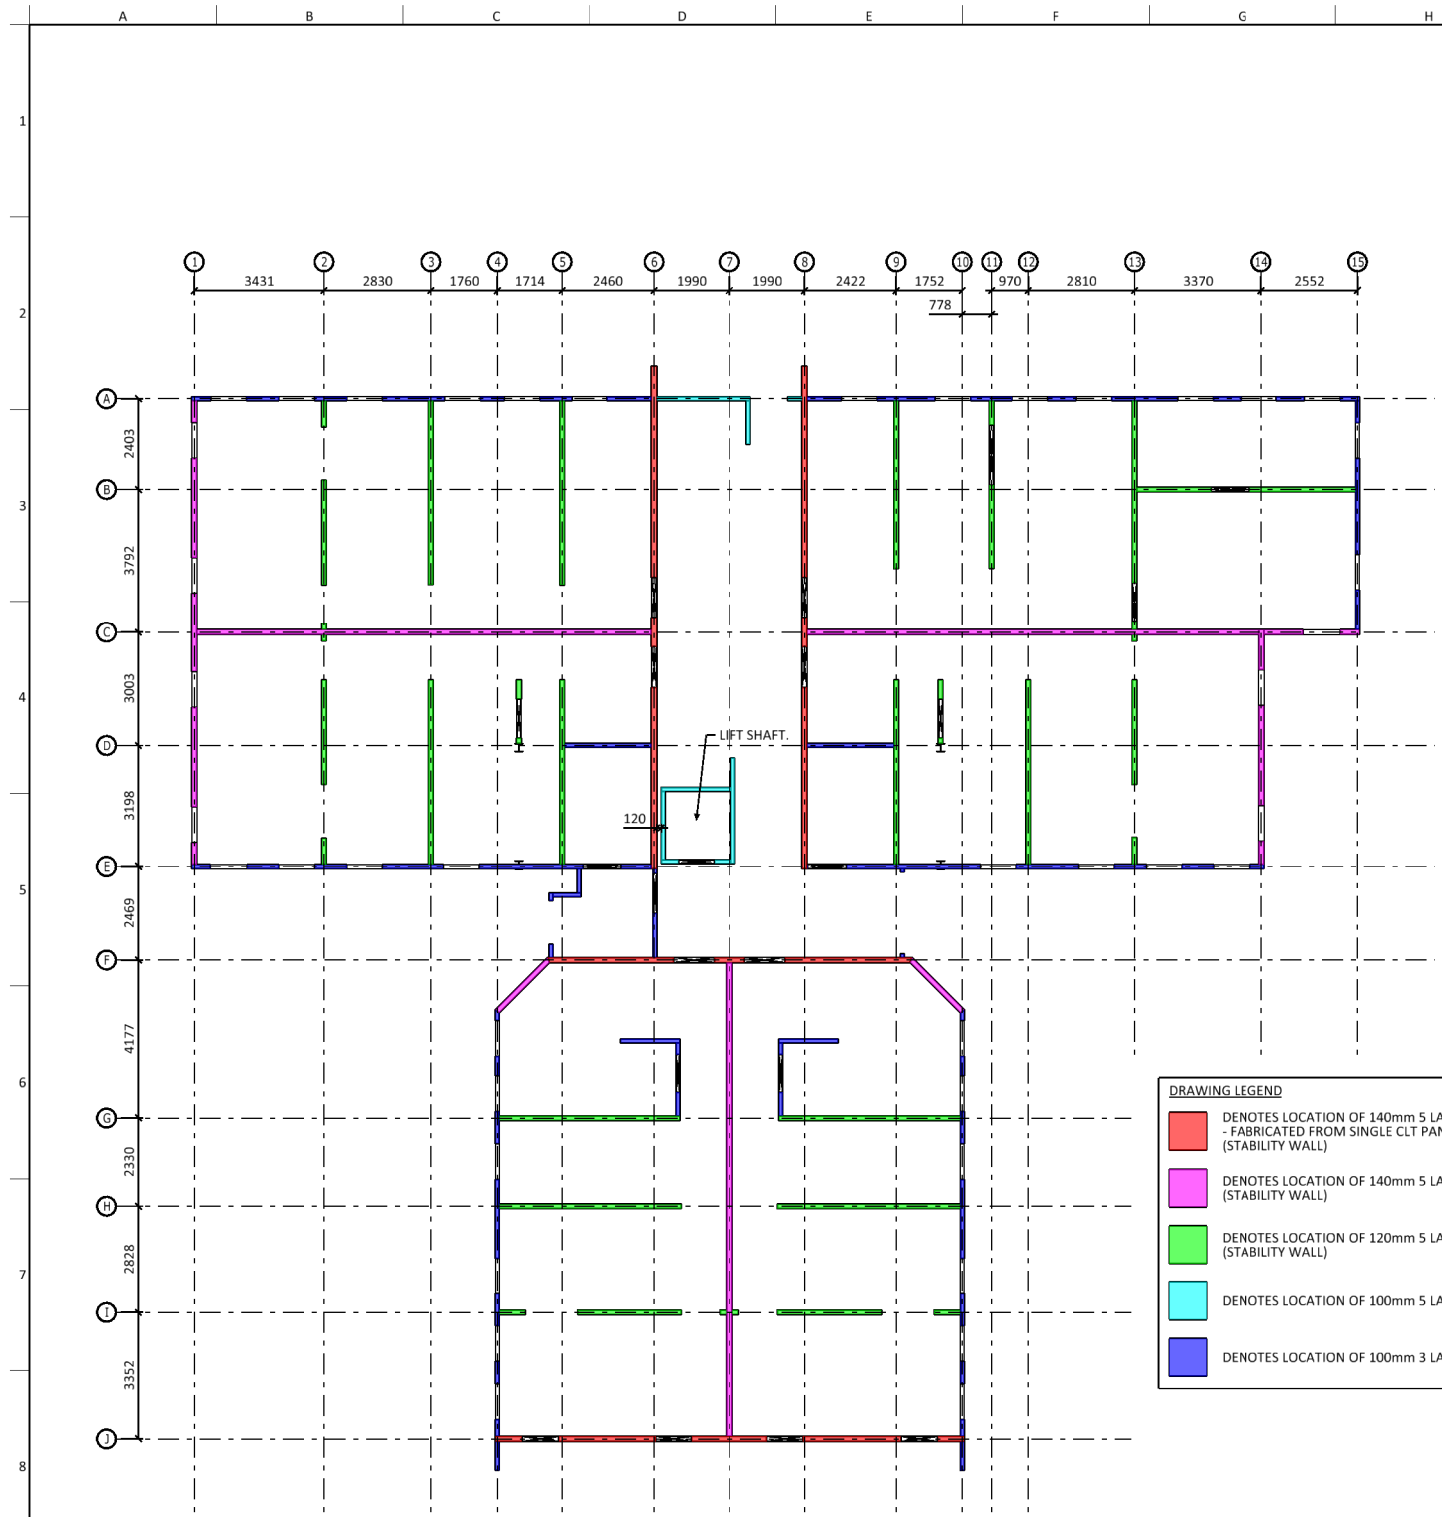 A B C D E F G H
1
2
3
4
5
6
7
8
1 2 3 4 5 6 7 8 9 10 11 12 13 14 15
3431 2830 1760 1714 2460 1990 1990 2422 1752 970 2810 3370 2552
778
A
2403
B
3792
C
3003
D
LIFT SHAFT.
3198
120
E
2469
F
4177
G
2330
H
2828
I
3352
J
DRAWING LEGEND
DENOTES LOCATION OF 140mm 5 LA
- FABRICATED FROM SINGLE CLT PAN
(STABILITY WALL)
DENOTES LOCATION OF 140mm 5 LA
(STABILITY WALL)
DENOTES LOCATION OF 120mm 5 LA
(STABILITY WALL)
DENOTES LOCATION OF 100mm 5 LA
DENOTES LOCATION OF 100mm 3 LA